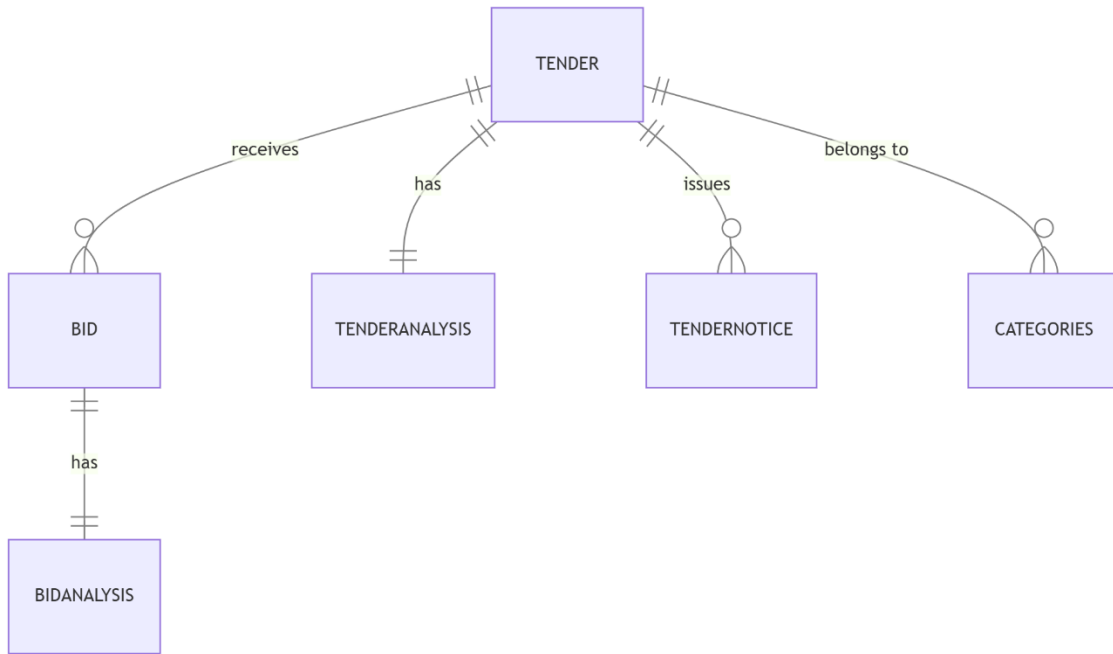 TENDER
receives
has
issues
belongs to
BID
TENDERANALYSIS
TENDERNOTICE
CATEGORIES
has
BIDANALYSIS